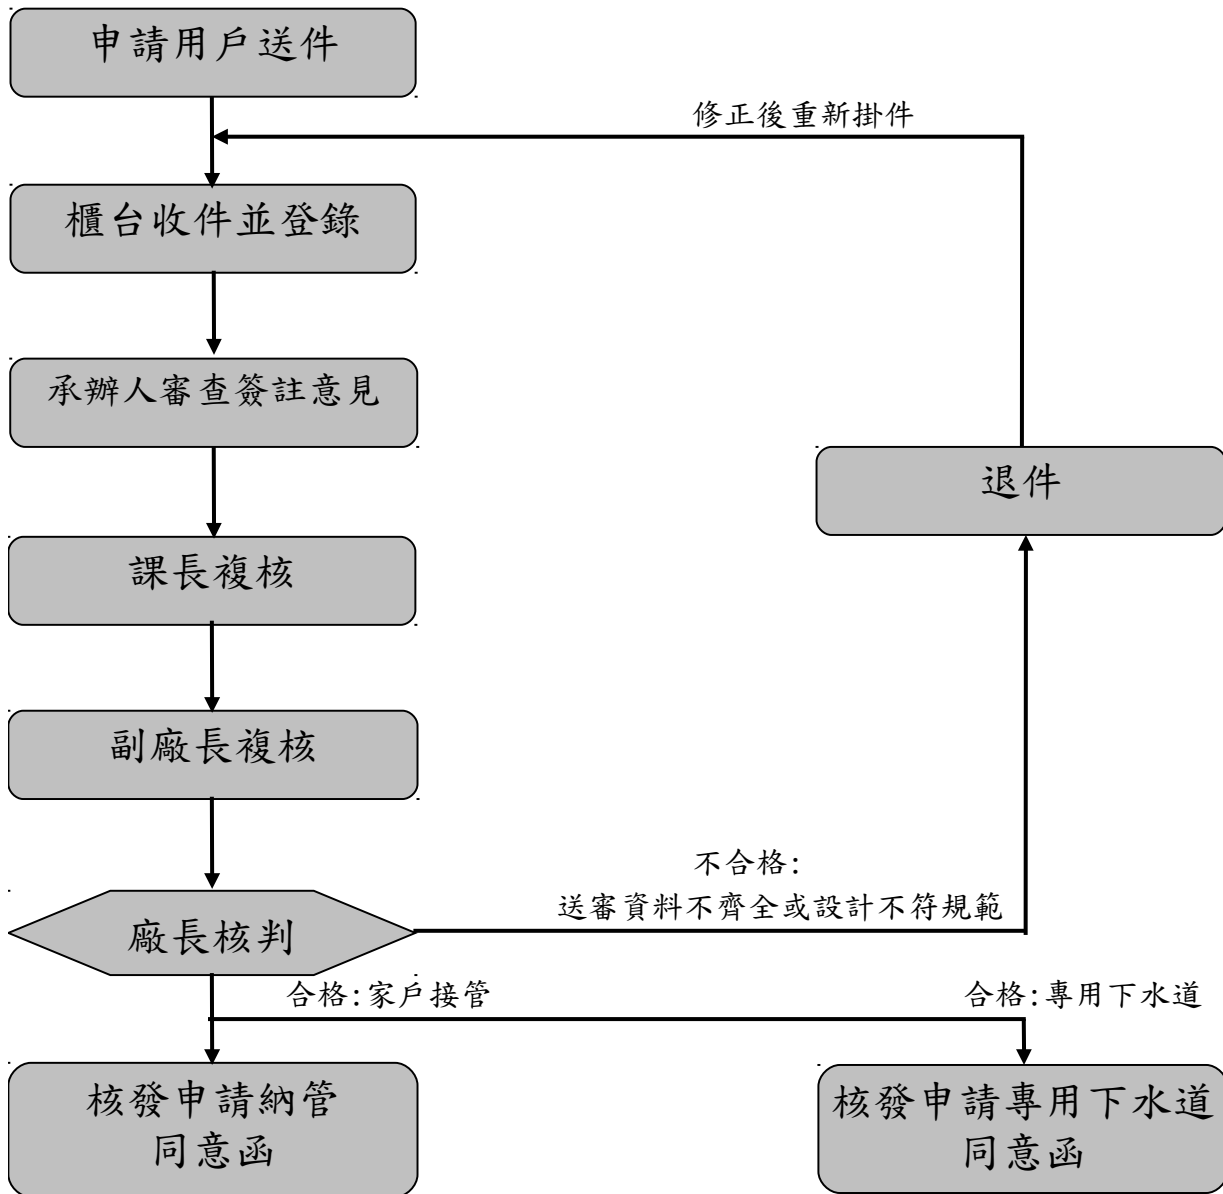 申請用戶送件
修正後重新掛件
櫃台收件並登錄
承辦人審查簽註意見
退件
課長複核
副廠長複核
不合格:
送審資料不齊全或設計不符規範
廠長核判
合格:家戶接管
合格:專用下水道
核發申請納管
同意函
核發申請專用下水道
同意函